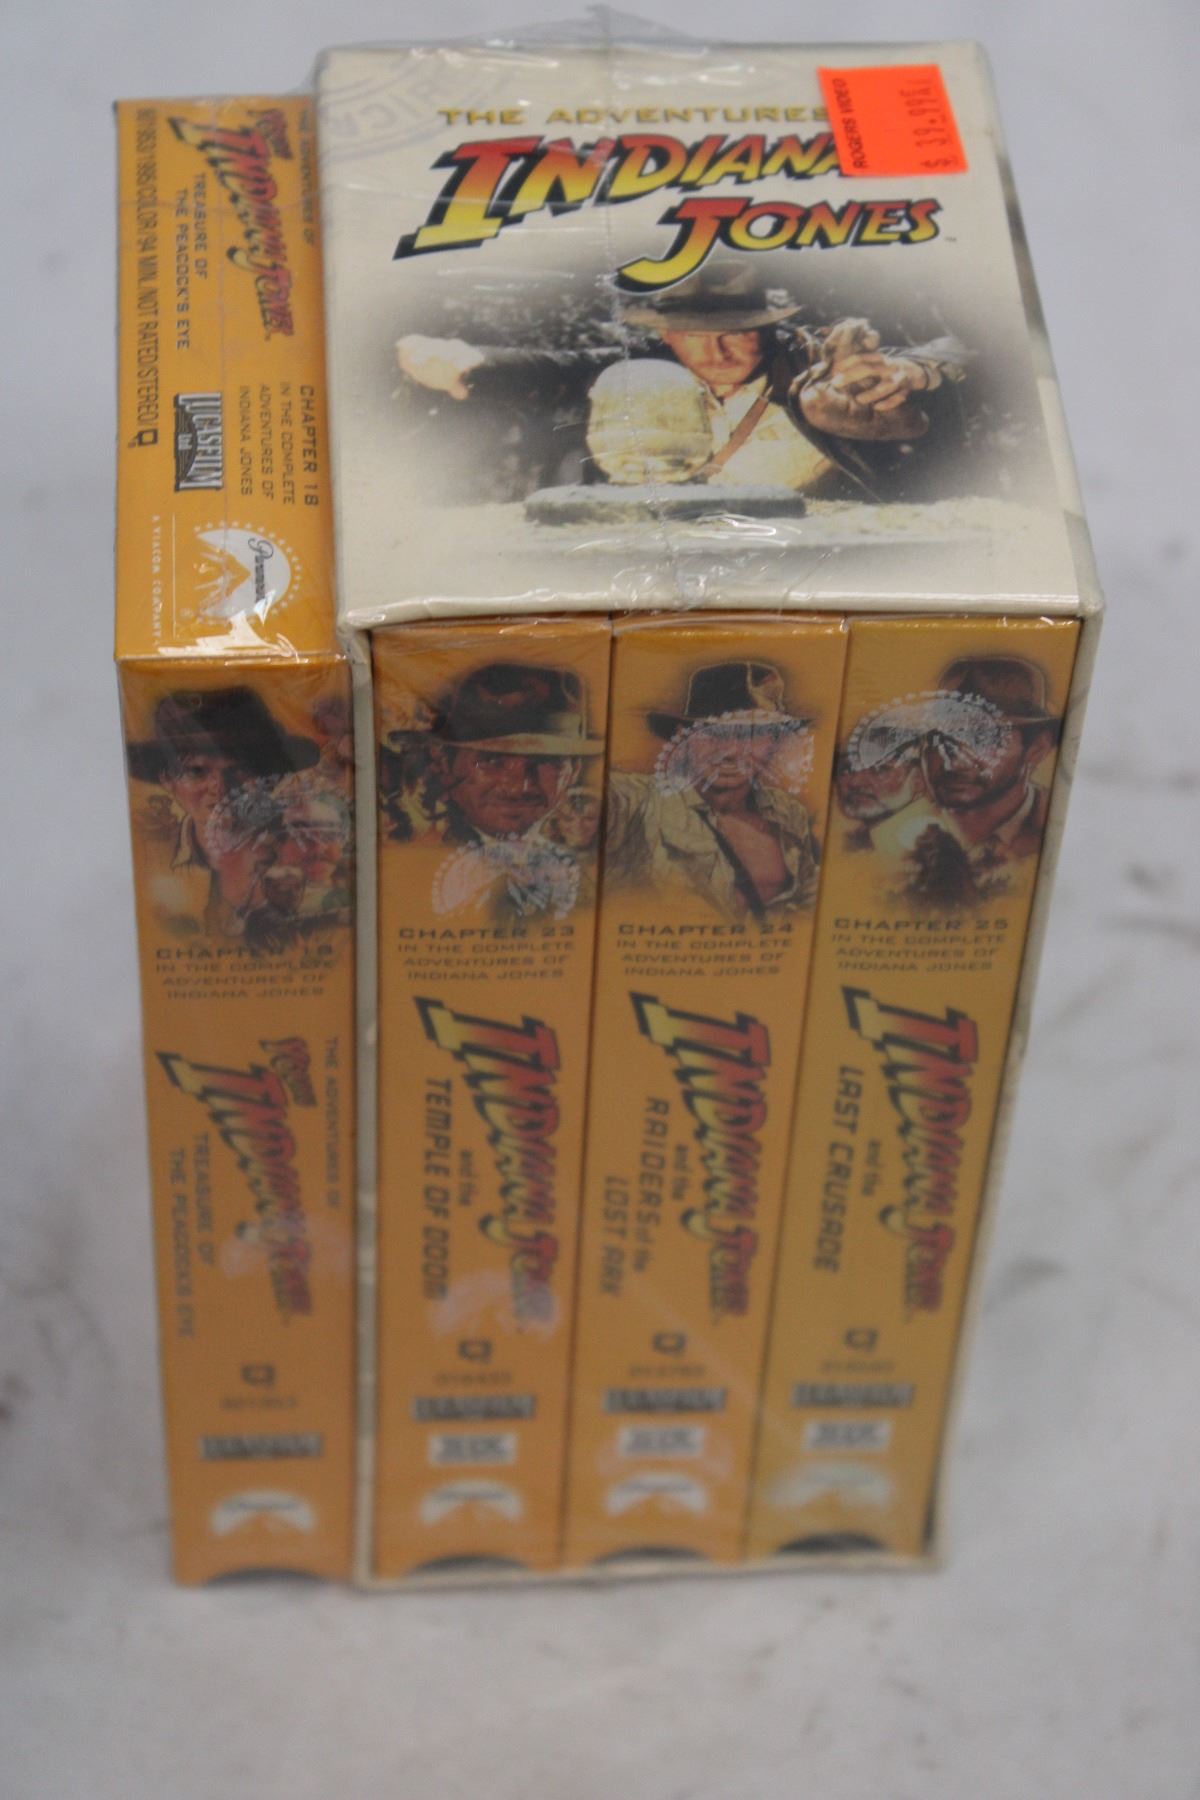 THE ADVENTURES
INDIANA
JONES
™
ROGERS VIDEO
THE ADVENTURES OF
YOUNG
INDIANA JONES
TREASURE OF
THE PEACOCK'S EYE
CHAPTER 18
IN THE COMPLETE
ADVENTURES OF
INDIANA JONES
LUCASFILM
Ltd
Paramount
A VIACOM COMPANY
CHAPTER 18
IN THE COMPLETE
ADVENTURES OF
INDIANA JONES
THE ADVENTURES OF
YOUNG
INDIANA JONES
TREASURE OF
THE PEACOCK'S EYE
CHAPTER 23
IN THE COMPLETE
ADVENTURES OF
INDIANA JONES
INDIANA JONES
and the
TEMPLE OF DOOM
CHAPTER 24
IN THE COMPLETE
ADVENTURES OF
INDIANA JONES
INDIANA JONES
and the
RAIDERS of the
LOST ARK
CHAPTER 25
IN THE COMPLETE
ADVENTURES OF
INDIANA JONES
INDIANA JONES
and the
LAST CRUSADE